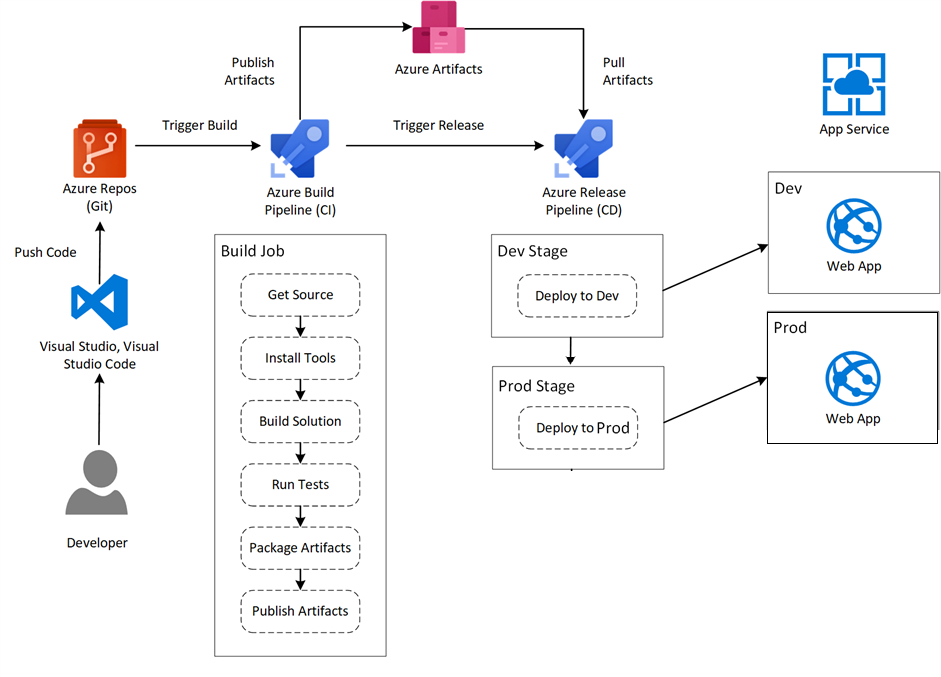 Publish
Artifacts
Azure Artifacts
Pull
Artifacts
App Service
Trigger Build
Trigger Release
Azure Repos
(Git)
Azure Build
Pipeline (CI)
Azure Release
Pipeline (CD)
Push Code
Visual Studio, Visual
Studio Code
Developer
Build Job
Get Source
Install Tools
Build Solution
Run Tests
Package Artifacts
Publish Artifacts
Dev Stage
Deploy to Dev
Prod Stage
Deploy to Prod
Dev
Web App
Prod
Web App